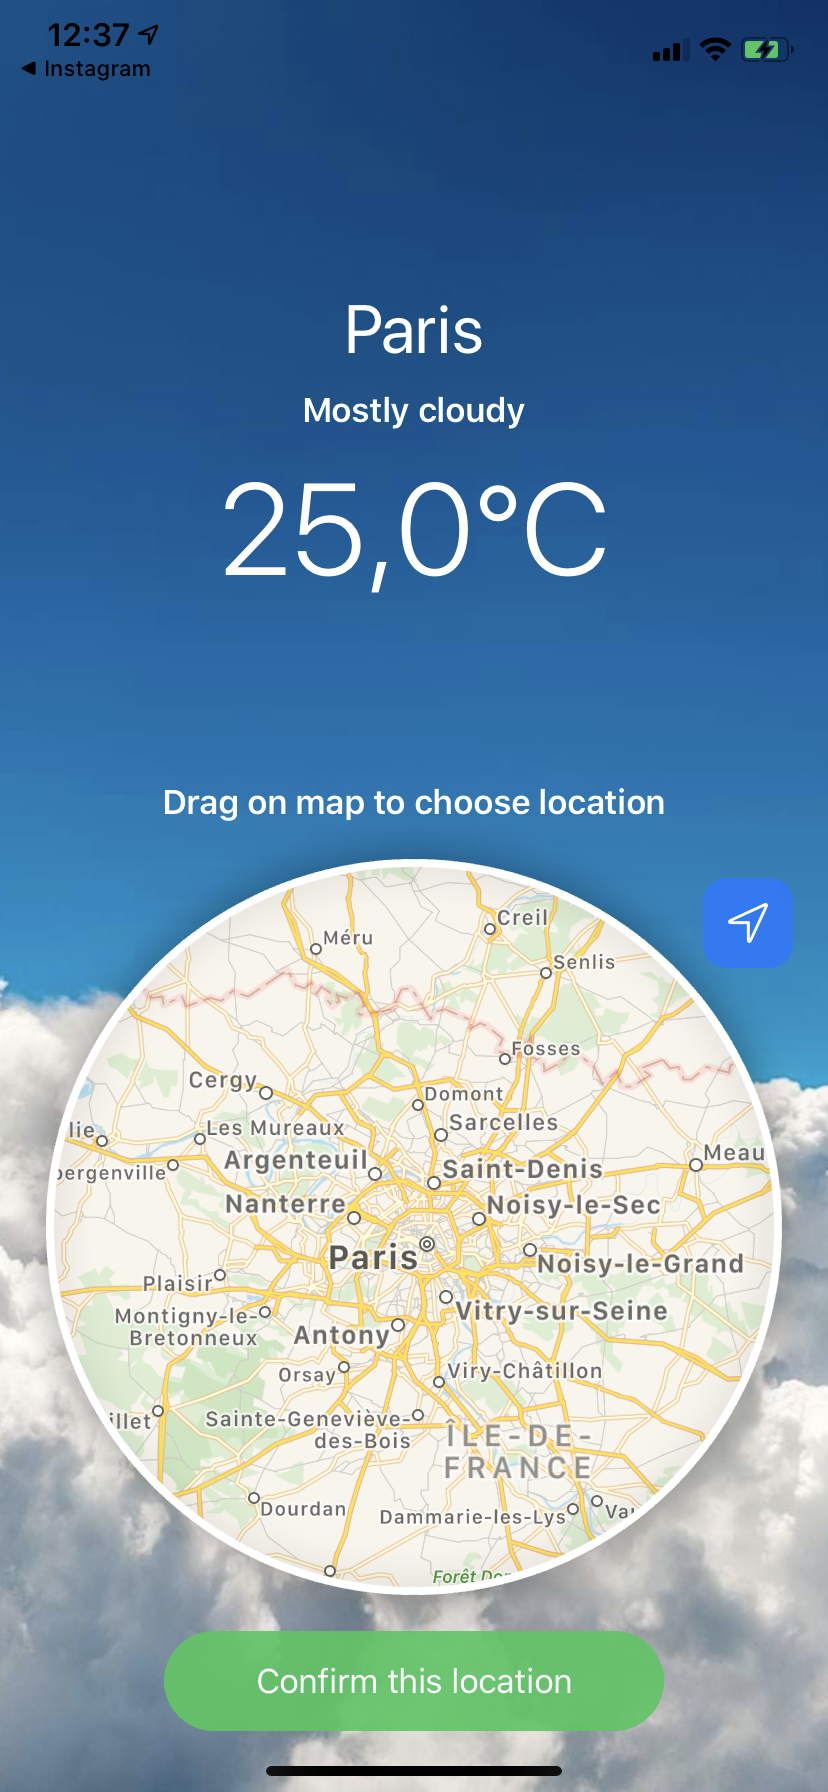 12:37
Instagram
Paris
Mostly cloudy
25,0°C
Drag on map to choose location
Creil
Méru
Senlis
Fosses
Cergy
Domont
Sarcelles
lie
Les Mureaux
Argenteuil
Saint-Denis
Meau
bergenville
Nanterre
Noisy-le-Sec
Paris
Noisy-le-Grand
Plaisir
Montigny-le-
Bretonneux
Vitry-sur-Seine
Antony
Orsay
Viry-Châtillon
illet
Sainte-Geneviève-
des-Bois
ÎLE-DE-
FRANCE
Dourdan
Dammarie-les-Lys
Va
Forêt Do
Confirm this location